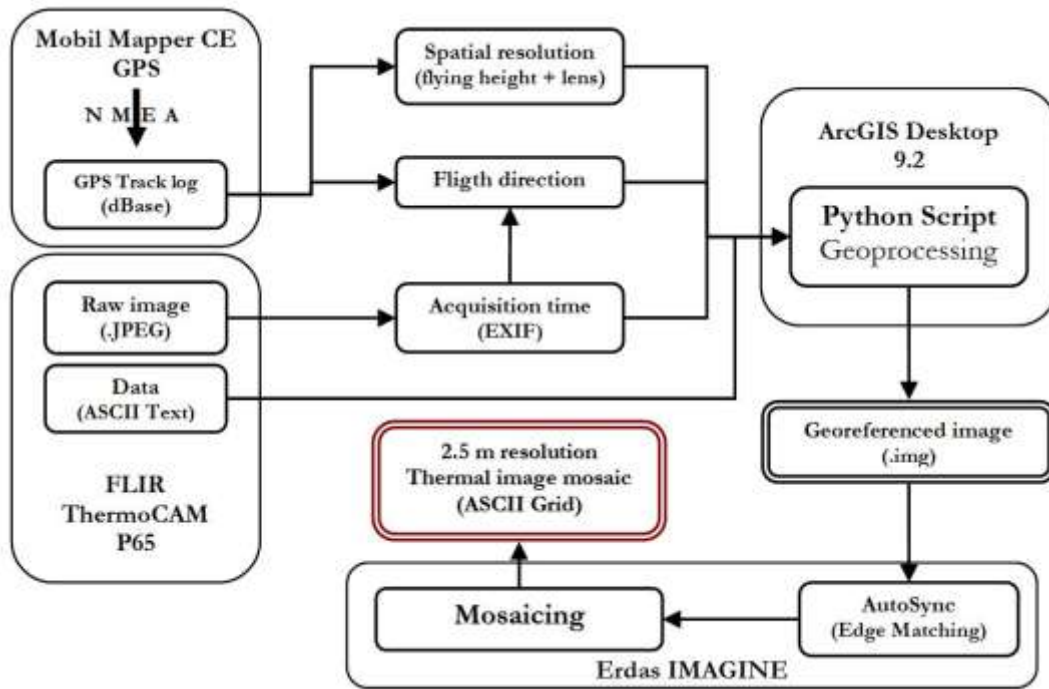 Mobil Mapper CE
GPS
N M E A
GPS Track log
(dBase)
Raw image
(.JPEG)
Data
(ASCII Text)
FLIR
ThermoCAM
P65
Spatial resolution
(flying height + lens)
Fligth direction
Acquisition time
(EXIF)
ArcGIS Desktop
9.2
Python Script
Geoprocessing
Georeferenced image
(.img)
2.5 m resolution
Thermal image mosaic
(ASCII Grid)
Mosaicing
AutoSync
(Edge Matching)
Erdas IMAGINE